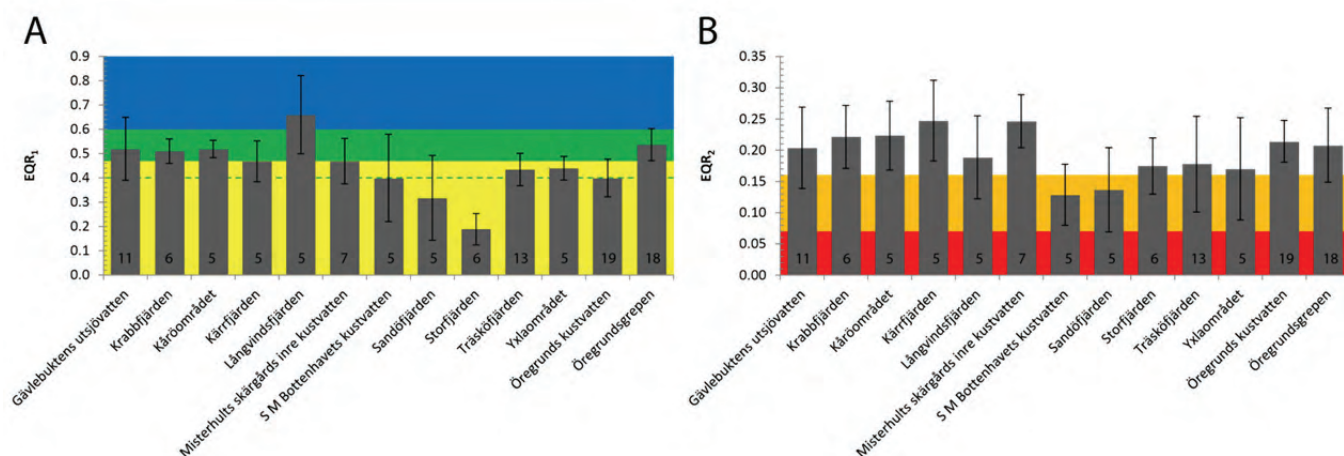 A
EQR1
0.9
0.8
0.7
0.6
0.5
0.4
0.3
0.2
0.1
0.0
11 6 5 5 5 7 5 5 6 13 5 19 18
Gävlebuktens utsjövatten
Krabbfjärden
Kåröområdet
Kärrfjärden
Långvindsfjärden
Misterhults skärgårds inre kustvatten
S M Bottenhavets kustvatten
Sandöfjärden
Storfjärden
Träsköfjärden
Yxlaområdet
Öregrunds kustvatten
Öregrundsgrepen
B
EQR2
0.35
0.30
0.25
0.20
0.15
0.10
0.05
0.00
11 6 5 5 5 7 5 5 6 13 5 19 18
Gävlebuktens utsjövatten
Krabbfjärden
Kåröområdet
Kärrfjärden
Långvindsfjärden
Misterhults skärgårds inre kustvatten
S M Bottenhavets kustvatten
Sandöfjärden
Storfjärden
Träsköfjärden
Yxlaområdet
Öregrunds kustvatten
Öregrundsgrepen